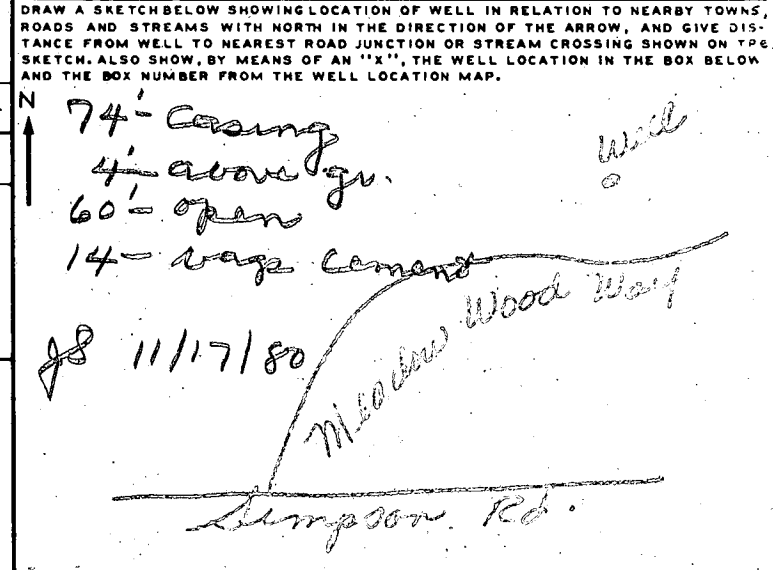 DRAW A SKETCH BELOW SHOWING LOCATION OF WELL IN RELATION TO NEARBY TOWNS,
ROADS AND STREAMS WITH NORTH IN THE DIRECTION OF THE ARROW, AND GIVE DIS-
TANCE FROM WELL TO NEAREST ROAD JUNCTION OR STREAM CROSSING SHOWN ON
SKETCH. ALSO SHOW, BY MEANS OF AN "X", THE WELL LOCATION IN THE BOX BELOW
AND THE BOX NUMBER FROM THE WELL LOCATION MAP.
N
74'- Casing
4'- above gr.
60'- open
14- bags cement
JS 11/17/80
Well
Meadow Wood Way
Simpson Rd.